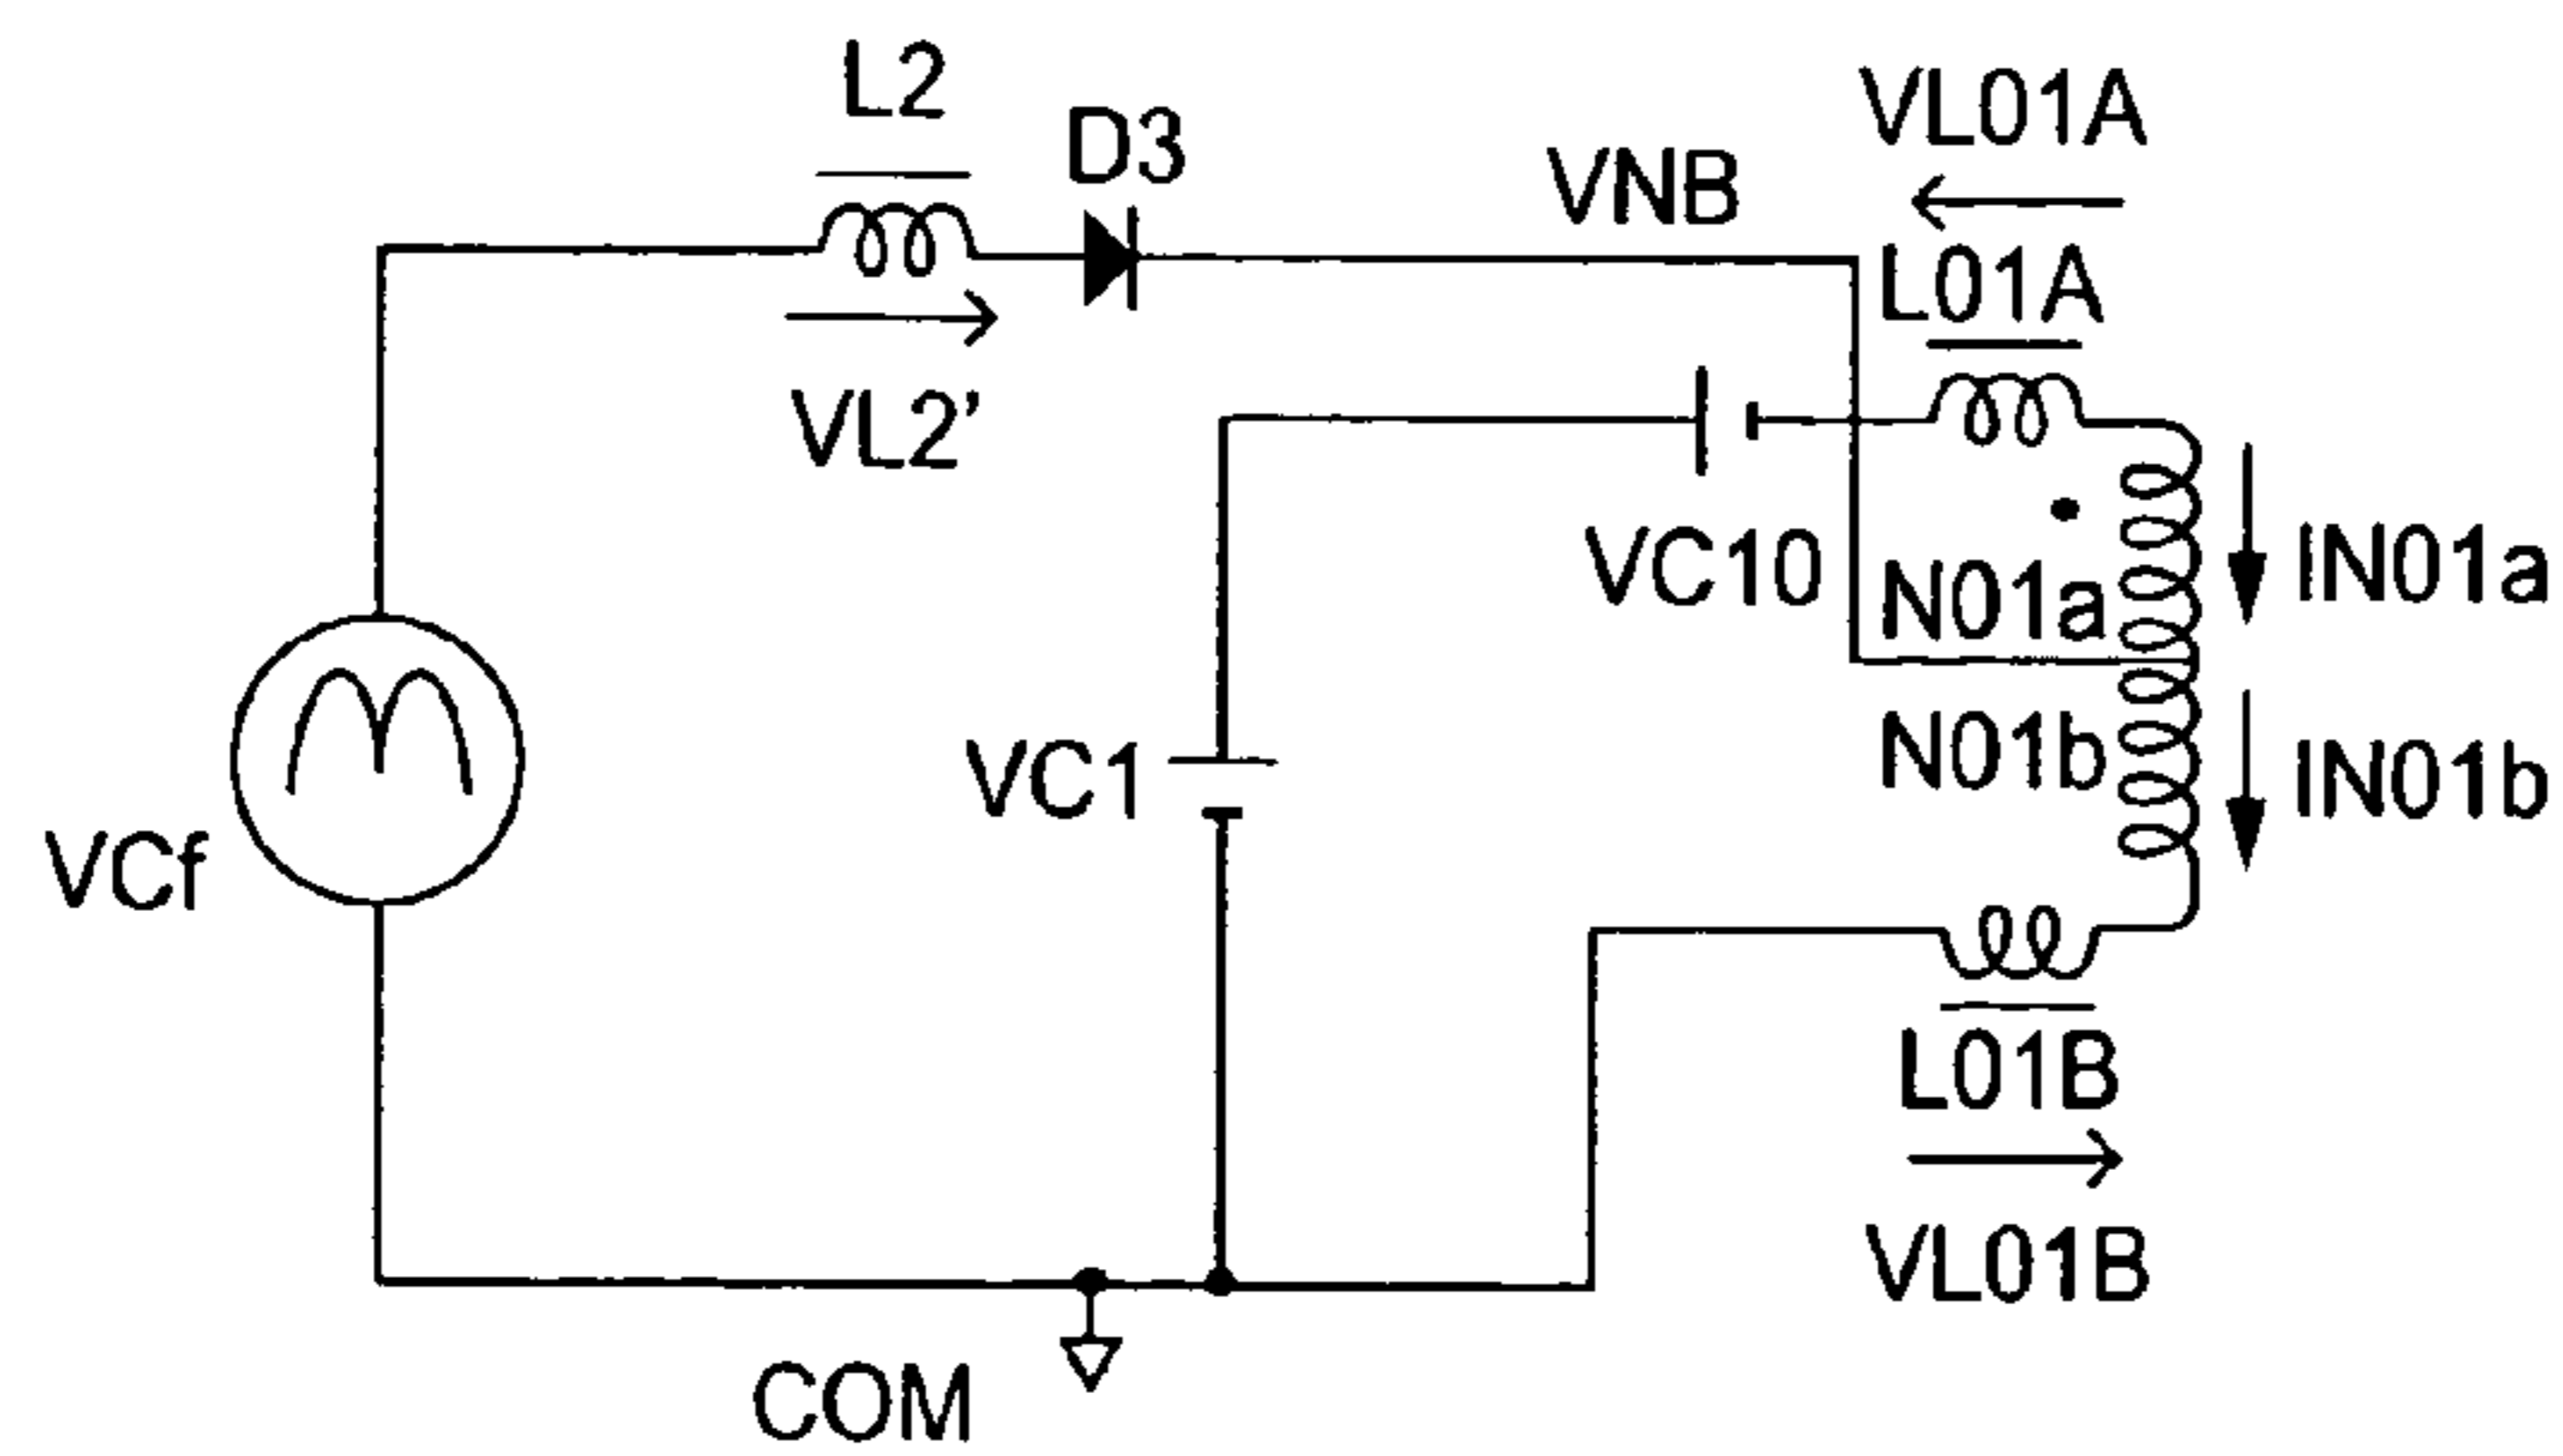 L2
D3
VL01A
VNB
L01A
VL2’
VC10
N01a
IN01a
N01b
IN01b
VC1
VCf
L01B
VL01B
COM